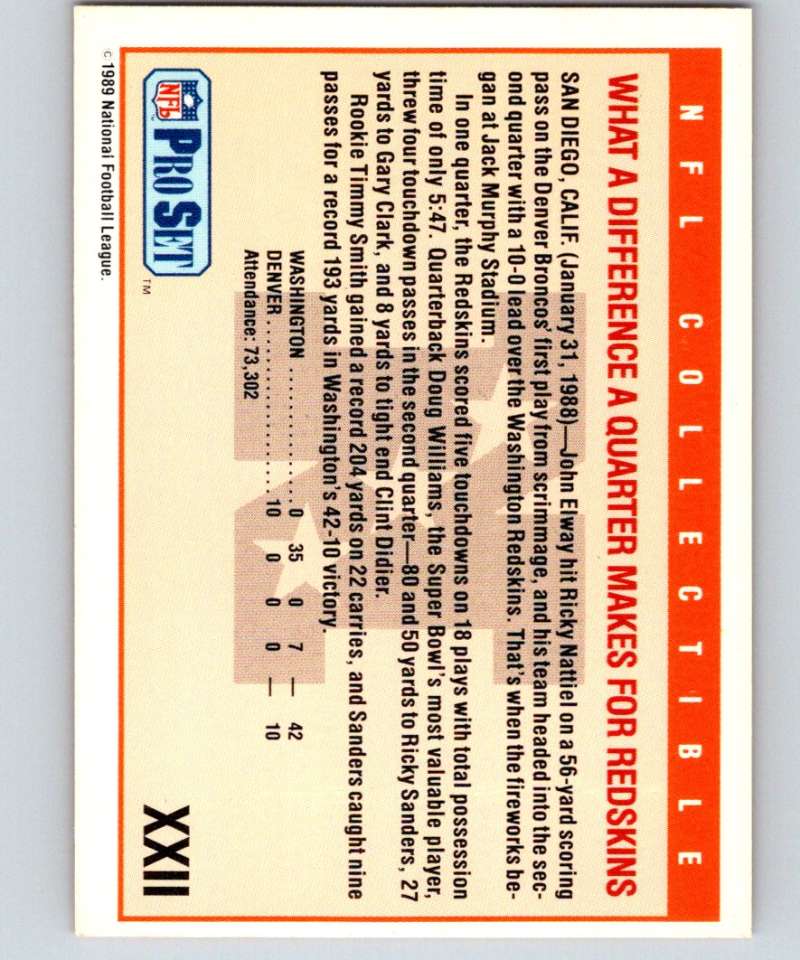 NFL COLLECTIBLE
WHAT A DIFFERENCE A QUARTER MAKES FOR REDSKINS
SAN DIEGO, CALIF. (January 31, 1988)—John Elway hit Ricky Nattiel on a 56-yard scoring
pass on the Denver Broncos' first play from scrimmage, and his team headed into the sec-
ond quarter with a 10-0 lead over the Washington Redskins. That's when the fireworks be-
gan at Jack Murphy Stadium.
In one quarter, the Redskins scored five touchdowns on 18 plays with total possession
time of only 5:47. Quarterback Doug Williams, the Super Bowl's most valuable player,
threw four touchdown passes in the second quarter—80 and 50 yards to Ricky Sanders, 27
yards to Gary Clark, and 8 yards to tight end Clint Didier.
Rookie Timmy Smith gained a record 204 yards on 22 carries, and Sanders caught nine
passes for a record 193 yards in Washington's 42-10 victory.
WASHINGTON .................. 0 35 0 7 — 42
DENVER ......................... 10 0 0 0 — 10
Attendance: 73,302
NFL PRO SET ™
XXII
© 1989 National Football League.